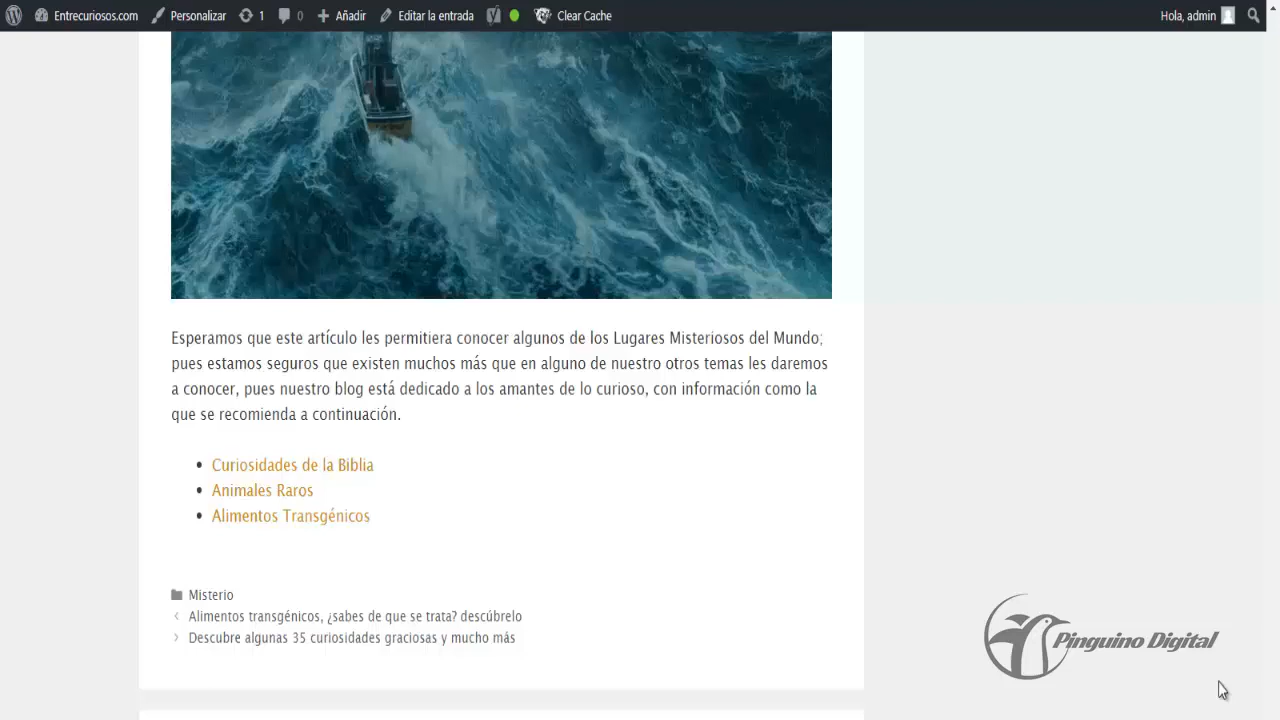 Entrecuriosos.com Personalizar 1 0 Añadir Editar la entrada Clear Cache Hola, admin
Esperamos que este artículo les permitiera conocer algunos de los Lugares Misteriosos del Mundo;
pues estamos seguros que existen muchos más que en alguno de nuestro otros temas les daremos
a conocer, pues nuestro blog está dedicado a los amantes de lo curioso, con información como la
que se recomienda a continuación.
• Curiosidades de la Biblia
• Animales Raros
• Alimentos Transgénicos
Misterio
Alimentos transgénicos, ¿sabes de que se trata? descúbrelo
Descubre algunas 35 curiosidades graciosas y mucho más
Pinguino Digital